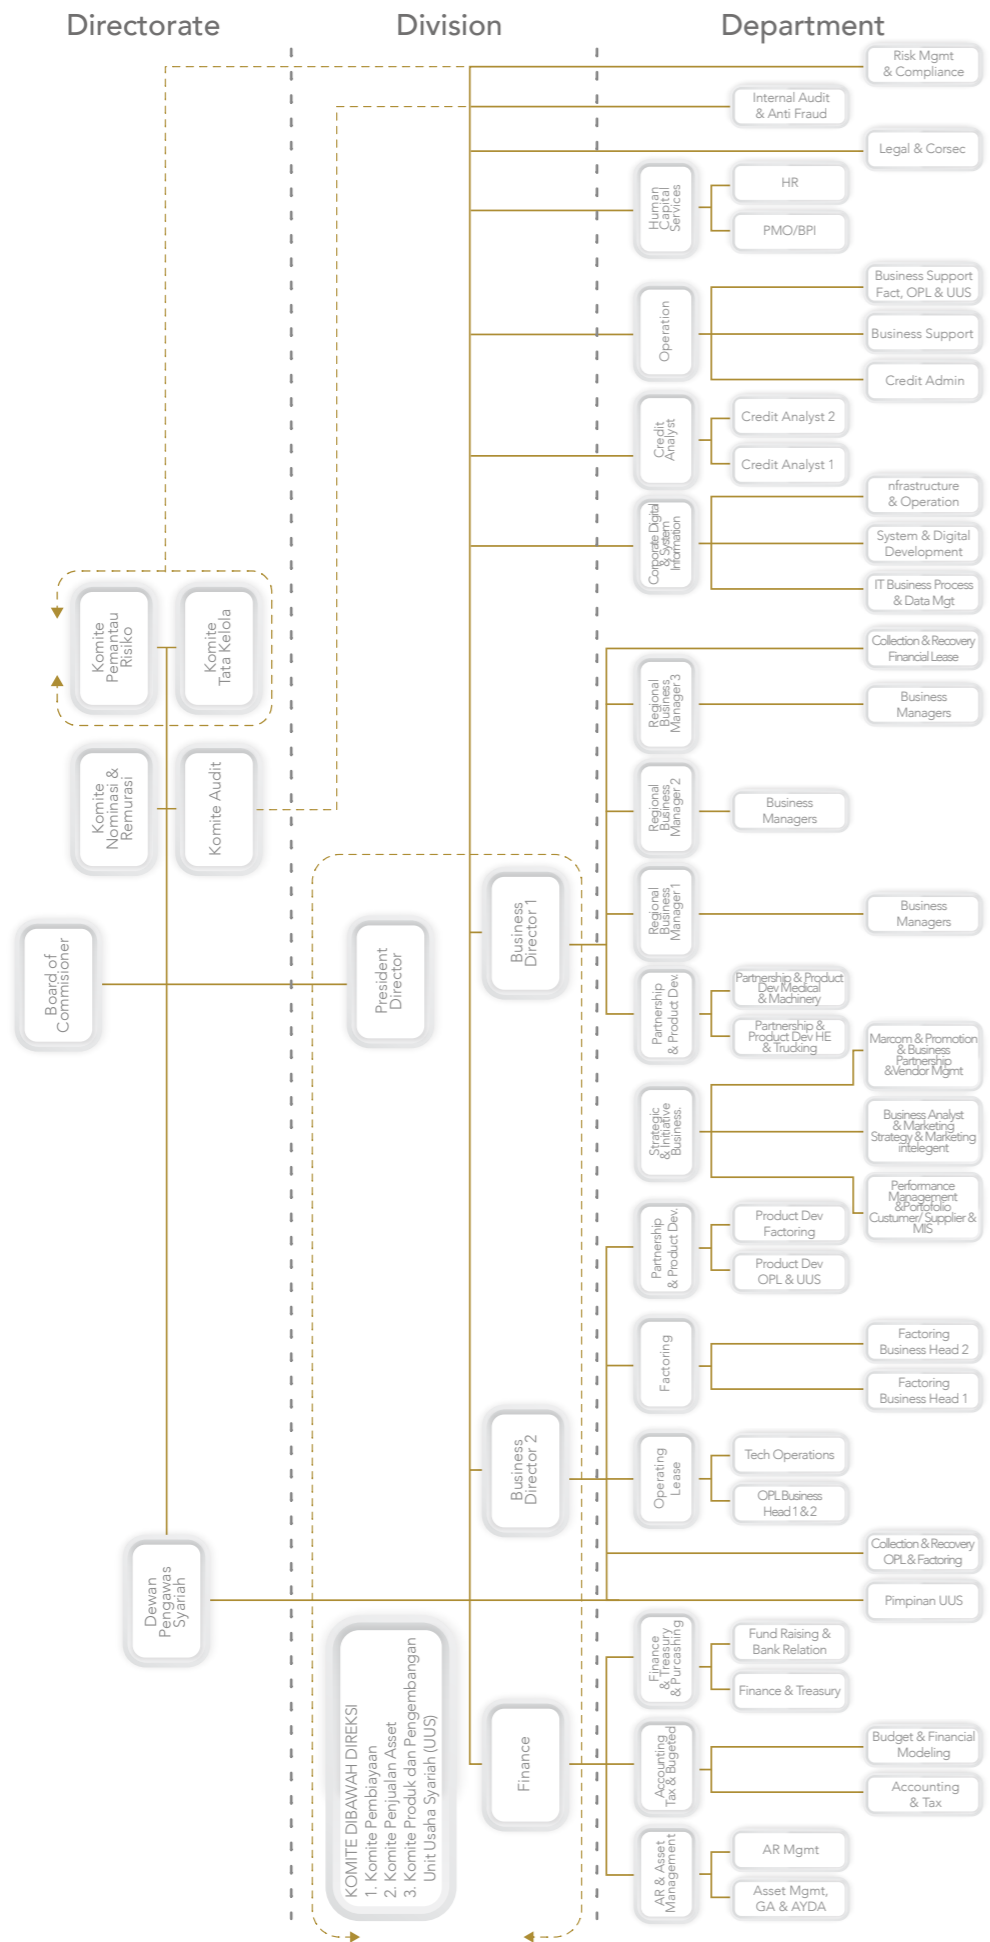 Directorate
Division
Department
Risk Mgmt
& Compliance
Internal Audit
& Anti Fraud
Legal & Corsec
Human
Capital
Services
HR
PMO/BPI
Operation
Business Support
Fact, OPL & UUS
Business Support
Credit Admin
Credit
Analyst
Credit Analyst 2
Credit Analyst 1
Corporate Digital
& System
Information
nfrastructure
& Operation
System & Digital
Development
IT Business Process
& Data Mgt
Komite
Pemantau
Risiko
Komite
Tata Kelola
Komite
Nominasi &
Remurasi
Komite Audit
Board of
Commisioner
President
Director
Business
Director 1
Collection & Recovery
Financial Lease
Regional
Business
Manager 3
Business
Managers
Regional
Business
Manager 2
Business
Managers
Regional
Business
Manager 1
Business
Managers
Partnership
& Product Dev.
Partnership & Product
Dev Medical
& Machinery
Partnership &
Product Dev HE
& Trucking
Strategic
& Initiative
Business.
Marcom & Promotion
& Business
Partnership
&Vendor Mgmt
Business Analyst
& Marketing
Strategy & Marketing
intelegent
Performance
Management
&Portofolio
Custumer/ Supplier &
MIS
Business
Director 2
Partnership
& Product Dev.
Product Dev
Factoring
Product Dev
OPL & UUS
Factoring
Factoring
Business Head 2
Factoring
Business Head 1
Operating
Lease
Tech Operations
OPL Business
Head 1 & 2
Collection & Recovery
OPL & Factoring
Dewan
Pengawas
Syariah
Pimpinan UUS
KOMITE DIBAWAH DIREKSI
1. Komite Pembiayaan
2. Komite Penjualan Asset
3. Komite Produk dan Pengembangan
Unit Usaha Syariah (UUS)
Finance
Finance
& Treasury
& Purcashing
Fund Raising &
Bank Relation
Finance & Treasury
Accounting
Tax & Bugeted
Budget & Financial
Modeling
Accounting
& Tax
AR & Asset
Management
AR Mgmt
Asset Mgmt,
GA & AYDA